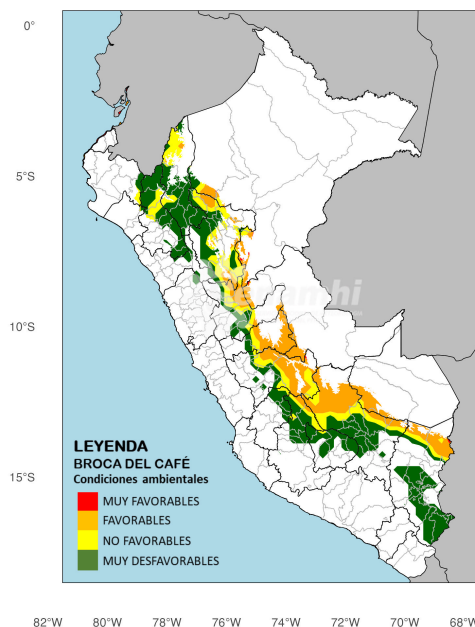 0°
5°S
10°S
15°S
senamhi
LEYENDA
BROCA DEL CAFÉ
Condiciones ambientales
MUY FAVORABLES
FAVORABLES
NO FAVORABLES
MUY DESFAVORABLES
82°W 80°W 78°W 76°W 74°W 72°W 70°W 68°W